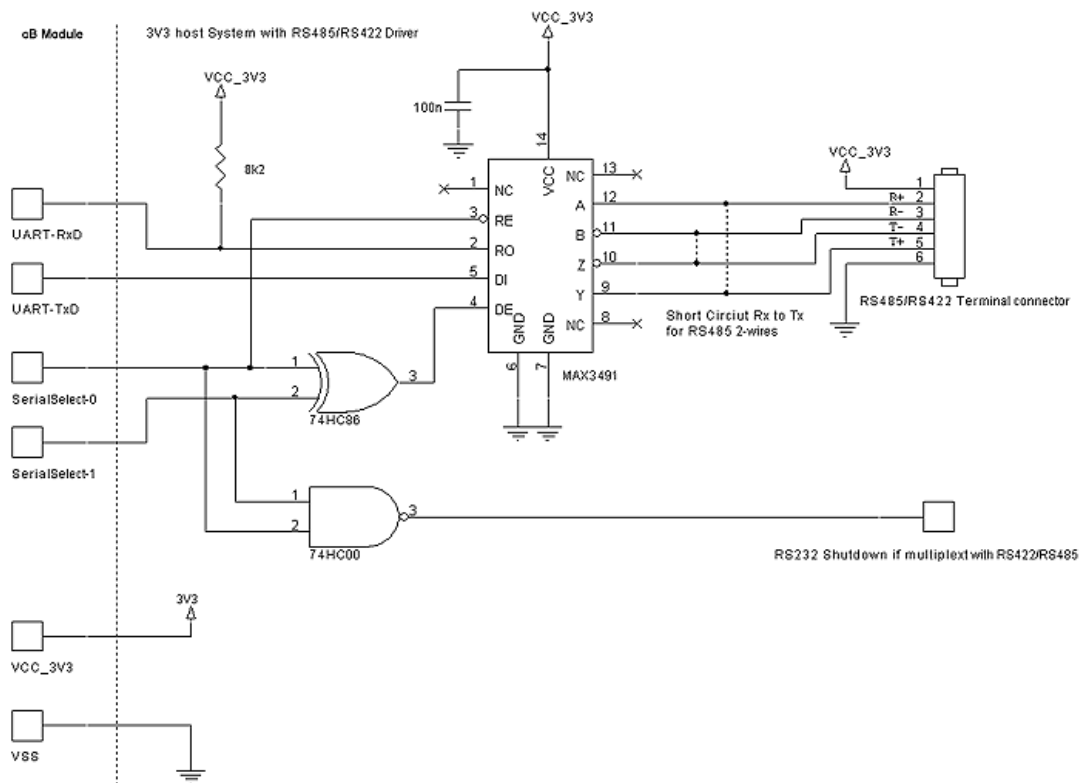 cB Module
3V3 host System with RS485/RS422 Driver
VCC_3V3
VCC_3V3
100n
8k2
14
VCC
1
NC
NC
13
VCC_3V3
UART-RxD
3
RE
A
12
R+
1
2
2
RO
B
11
R-
3
T-
4
UART-TxD
5
DI
Z
10
T+
5
6
4
DE
Y
9
RS485/RS422 Terminal connector
GND
GND
NC
8
Short Circiut Rx to Tx
for RS485 2-wires
6
7
MAX3491
SerialSelect-0
1
2
3
74HC86
SerialSelect-1
1
2
3
74HC00
RS232 Shutdown if multiplext with RS422/RS485
3V3
VCC_3V3
VSS